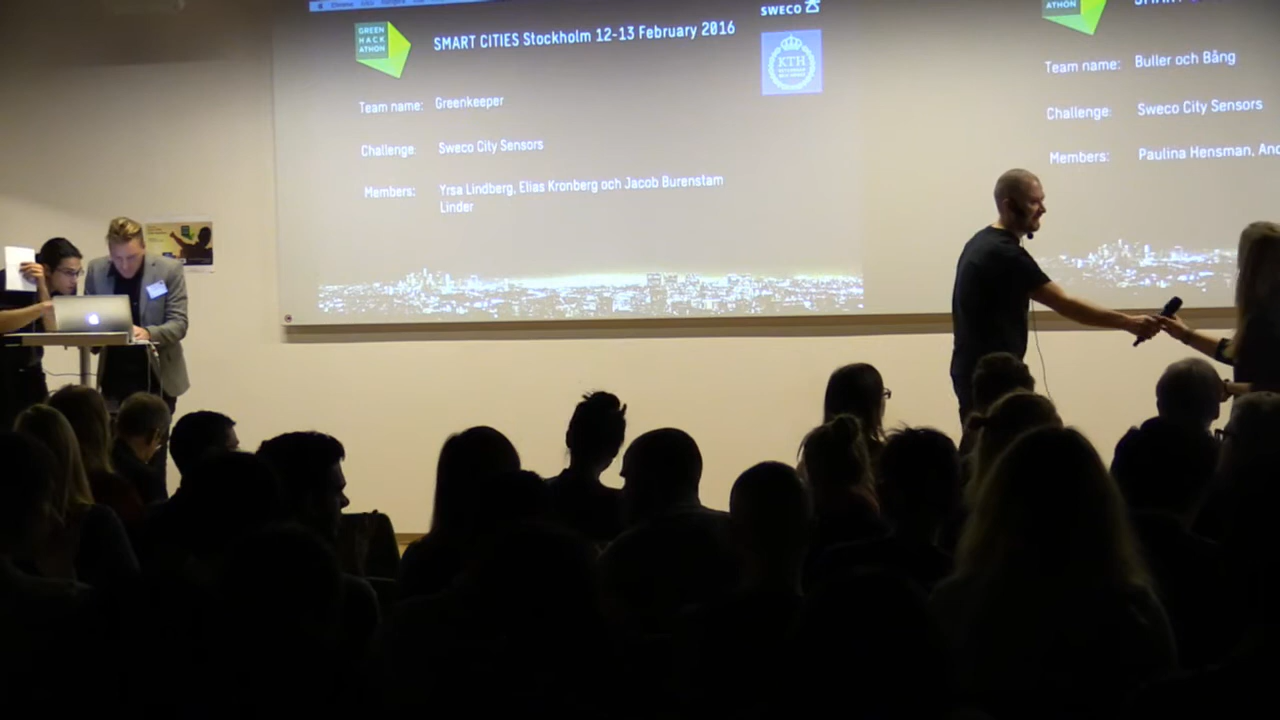 GREEN
HACK
ATHON
SMART CITIES Stockholm 12-13 February 2016
SWECO
KTH
Team name: Greenkeeper
Challenge: Sweco City Sensors
Members: Yrsa Lindberg, Elias Kronberg och Jacob Burenstam
Linder
ATHON
Team name: Buller och Bång
Challenge: Sweco City Sensors
Members: Paulina Hensman, And